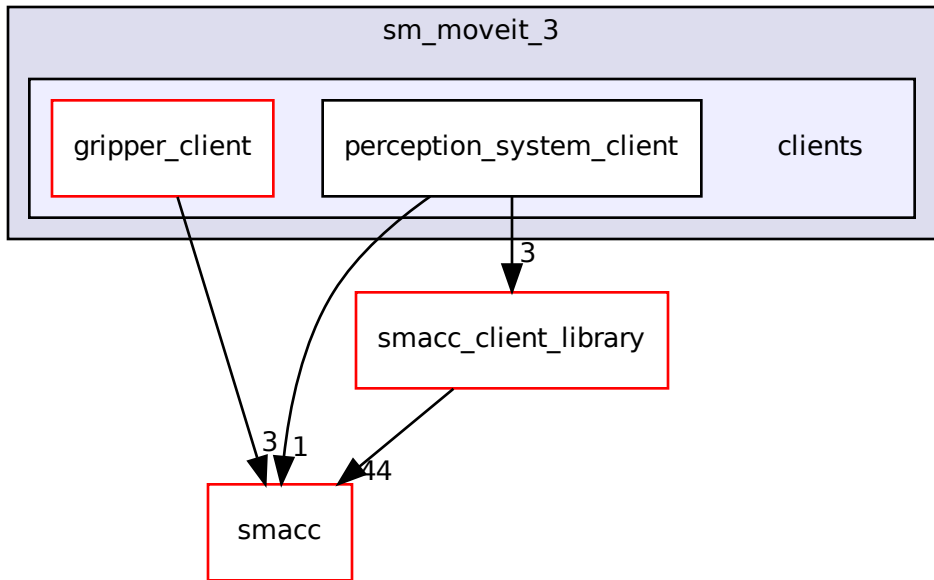 sm_moveit_3
gripper_client
perception_system_client
clients
3
smacc_client_library
3
1
44
smacc